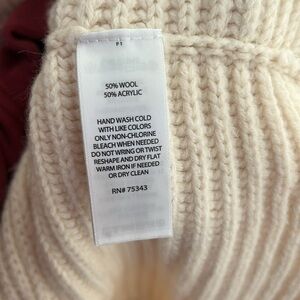 P1
50% WOOL
50% ACRYLIC
HAND WASH COLD
WITH LIKE COLORS
ONLY NON-CHLORINE
BLEACH WHEN NEEDED
DO NOT WRING OR TWIST
RESHAPE AND DRY FLAT
WARM IRON IF NEEDED
OR DRY CLEAN
RN# 75343